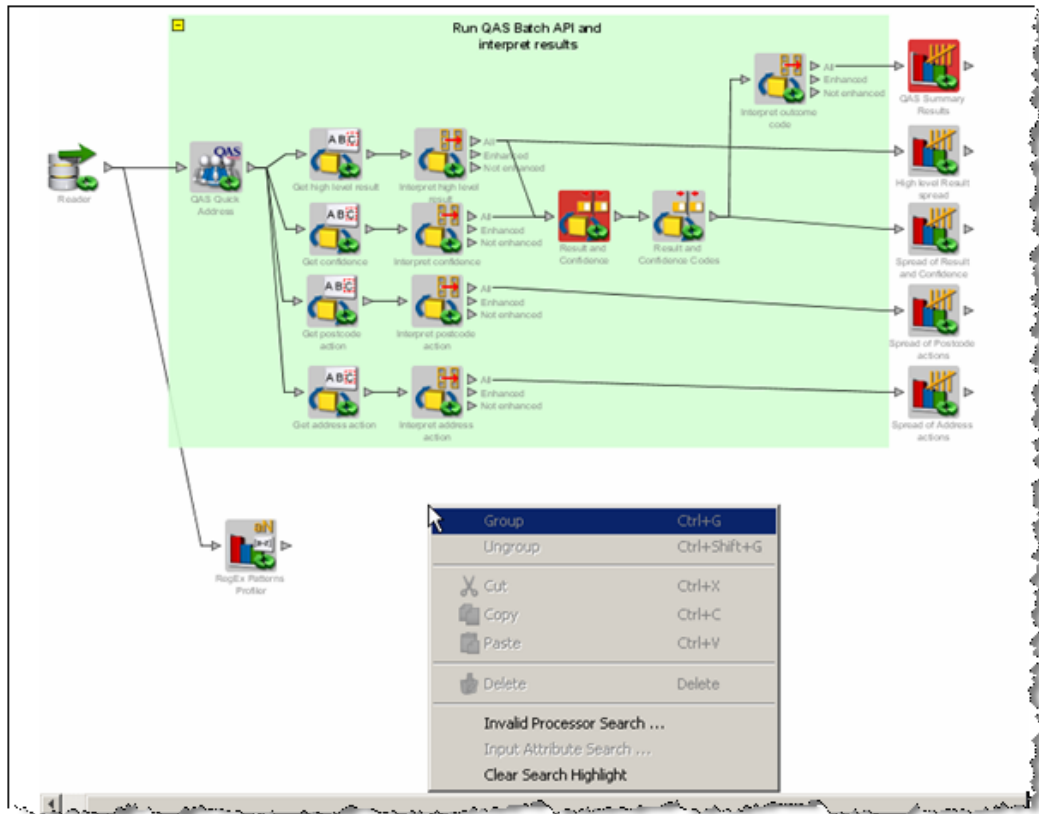 Run QAS Batch API and
interpret results
All
Enhanced
Not enhanced
Interpret outcome
code
QAS Summary
Results
Reader
QAS
QAS Quick
Address
ABC
Get high level result
All
Enhanced
Not enhanced
Interpret high level
result
High level Result
spread
ABC
Get confidence
All
Enhanced
Not enhanced
Interpret confidence
Result and
Confidence
Result and
Confidence Codes
Spread of Result
and Confidence
ABC
Get postcode
action
All
Enhanced
Not enhanced
Interpret postcode
action
Spread of Postcode
actions
ABC
Get address action
All
Enhanced
Not enhanced
Interpret address
action
Spread of Address
actions
aN
[a-z]
RegEx Patterns
Profiler
Group Ctrl+G
Ungroup Ctrl+Shift+G
Cut Ctrl+X
Copy Ctrl+C
Paste Ctrl+V
Delete Delete
Invalid Processor Search ...
Input Attribute Search ...
Clear Search Highlight